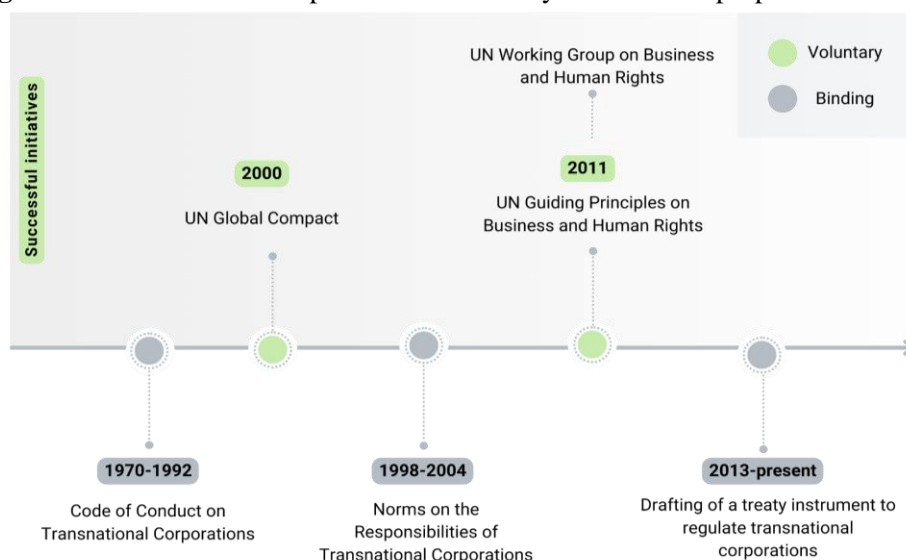 UN Working Group on Business
and Human Rights
Voluntary
Binding
Successful initiatives
2000
UN Global Compact
2011
UN Guiding Principles on
Business and Human Rights
1970-1992
Code of Conduct on
Transnational Corporations
1998-2004
Norms on the
Responsibilities of
Transnational Corporations
2013-present
Drafting of a treaty instrument to
regulate transnational
corporations